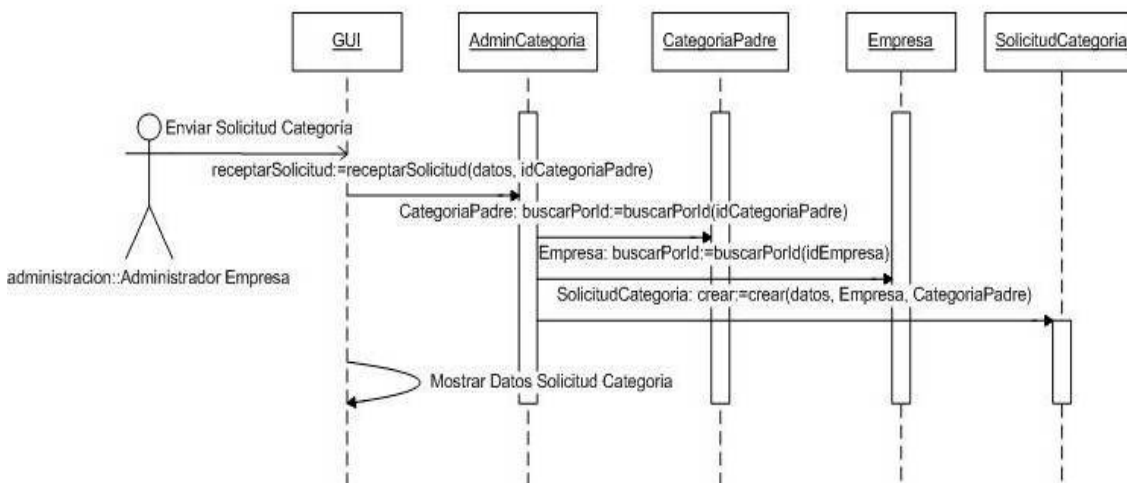 GUI
AdminCategoria
CategoriaPadre
Empresa
SolicitudCategoria
Enviar Solicitud Categoria
receptarSolicitud:=receptarSolicitud(datos, idCategoriaPadre)
CategoriaPadre: buscarPorId:=buscarPorId(idCategoriaPadre)
Empresa: buscarPorId:=buscarPorId(idEmpresa)
administracion::Administrador Empresa
SolicitudCategoria: crear:=crear(datos, Empresa, CategoriaPadre)
Mostrar Datos Solicitud Categoria